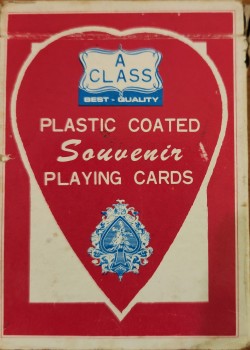 A
CLASS
BEST - QUALITY
PLASTIC COATED
Souvenir
PLAYING CARDS